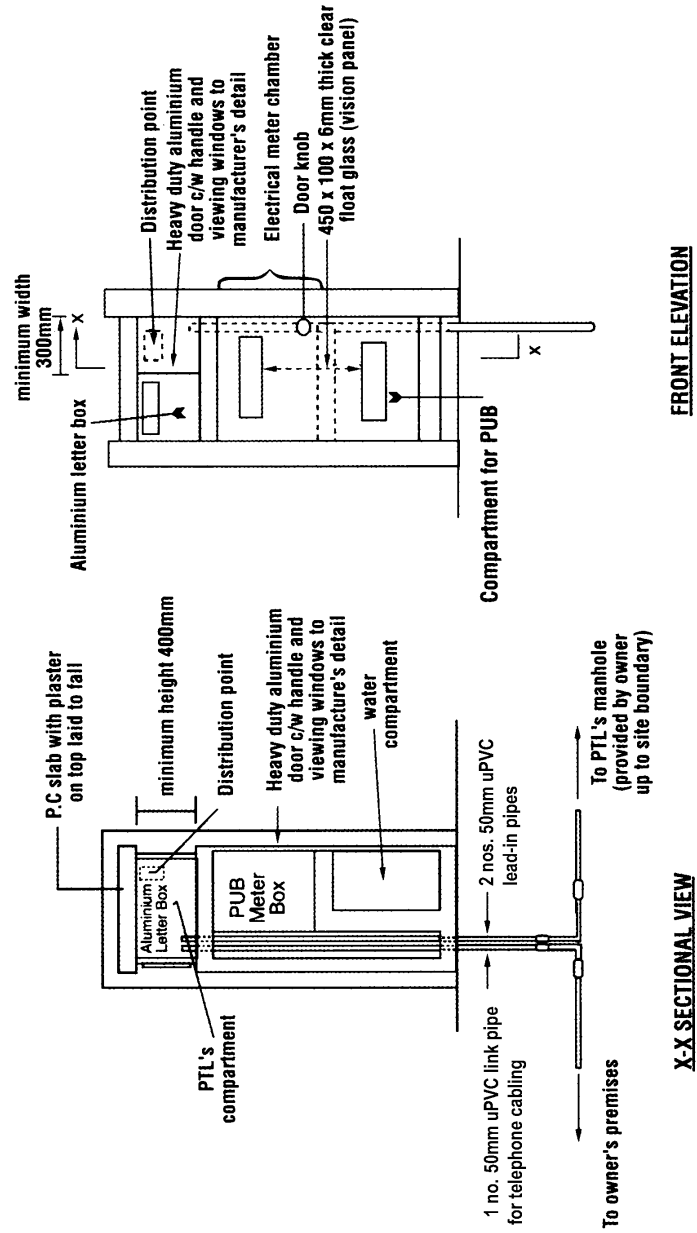 P.C slab with plaster
on top laid to fall
minimum height 400mm
Distribution point
Heavy duty aluminium
door c/w handle and
viewing windows to
manufacture's detail
water
compartment
Aluminium
Letter Box
PUB
Meter
Box
PTL's
compartment
2 nos. 50mm uPVC
lead-in pipes
1 no. 50mm uPVC link pipe
for telephone cabling
To PTL's manhole
(provided by owner
up to site boundary)
To owner's premises
X-X SECTIONAL VIEW
minimum width
300mm
X
Aluminium letter box
Distribution point
Heavy duty aluminium
door c/w handle and
viewing windows to
manufacturer's detail
Electrical meter chamber
Door knob
450 x 100 x 6mm thick clear
float glass (vision panel)
X
Compartment for PUB
FRONT ELEVATION